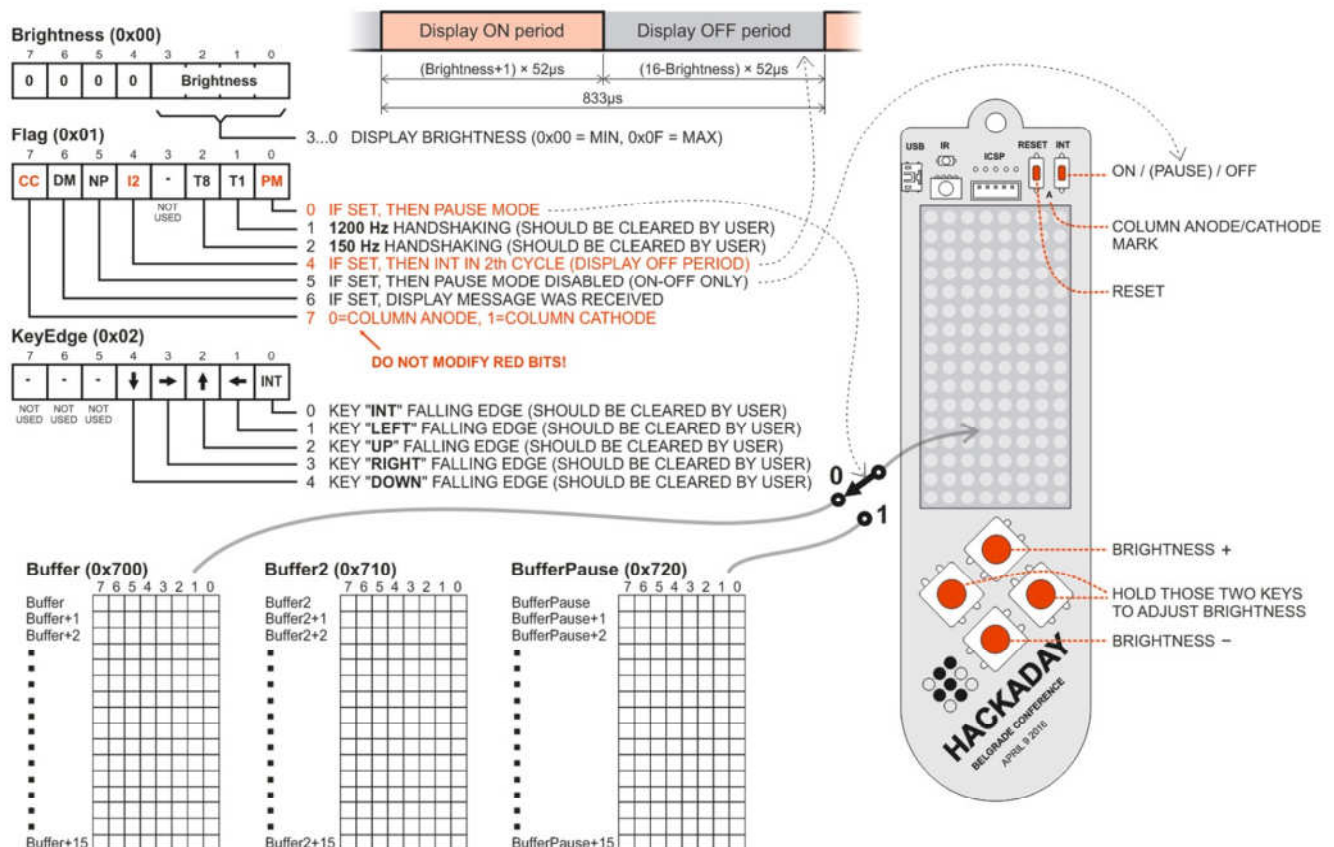 Display ON period
Display OFF period
(Brightness+1) × 52µs
(16-Brightness) × 52µs
833µs
Brightness (0x00)
7 6 5 4 3 2 1 0
0 0 0 0 Brightness
3...0 DISPLAY BRIGHTNESS (0x00 = MIN, 0x0F = MAX)
Flag (0x01)
7 6 5 4 3 2 1 0
CC DM NP I2 - T8 T1 PM
NOT
USED
0 IF SET, THEN PAUSE MODE
1 1200 Hz HANDSHAKING (SHOULD BE CLEARED BY USER)
2 150 Hz HANDSHAKING (SHOULD BE CLEARED BY USER)
4 IF SET, THEN INT IN 2th CYCLE (DISPLAY OFF PERIOD)
5 IF SET, THEN PAUSE MODE DISABLED (ON-OFF ONLY)
6 IF SET, DISPLAY MESSAGE WAS RECEIVED
7 0=COLUMN ANODE, 1=COLUMN CATHODE
DO NOT MODIFY RED BITS!
KeyEdge (0x02)
7 6 5 4 3 2 1 0
- - - ↓ → ↑ ← INT
NOT USED NOT USED NOT USED
0 KEY "INT" FALLING EDGE (SHOULD BE CLEARED BY USER)
1 KEY "LEFT" FALLING EDGE (SHOULD BE CLEARED BY USER)
2 KEY "UP" FALLING EDGE (SHOULD BE CLEARED BY USER)
3 KEY "RIGHT" FALLING EDGE (SHOULD BE CLEARED BY USER)
4 KEY "DOWN" FALLING EDGE (SHOULD BE CLEARED BY USER)
0
1
Buffer (0x700)
7 6 5 4 3 2 1 0
Buffer
Buffer+1
Buffer+2
Buffer+15
Buffer2 (0x710)
7 6 5 4 3 2 1 0
Buffer2
Buffer2+1
Buffer2+2
Buffer2+15
BufferPause (0x720)
7 6 5 4 3 2 1 0
BufferPause
BufferPause+1
BufferPause+2
BufferPause+15
USB IR ICSP RESET INT
A
ON / (PAUSE) / OFF
COLUMN ANODE/CATHODE
MARK
RESET
BRIGHTNESS +
HOLD THOSE TWO KEYS
TO ADJUST BRIGHTNESS
BRIGHTNESS −
HACKADAY
BELGRADE CONFERENCE
APRIL 9 2016